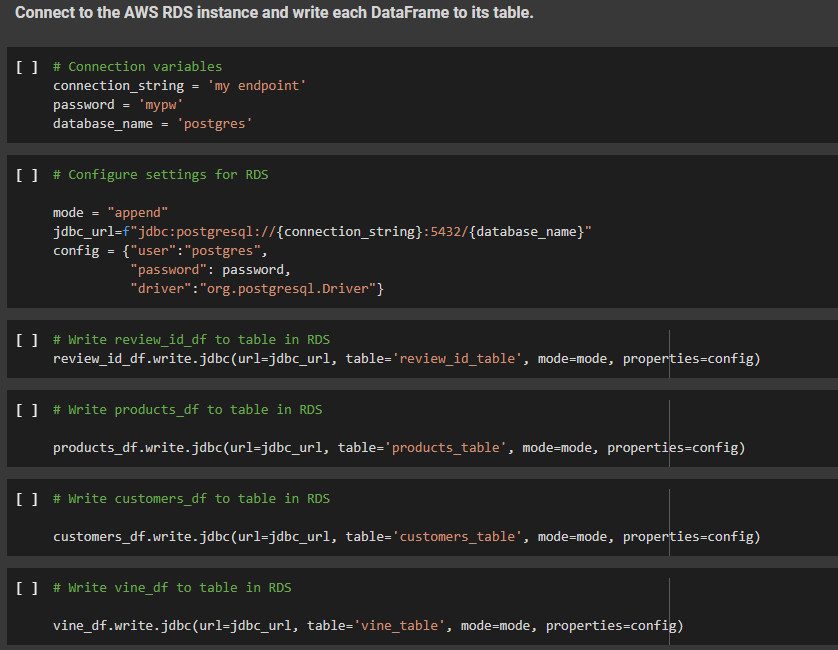 Connect to the AWS RDS instance and write each DataFrame to its table.
[ ] # Connection variables
connection_string = 'my endpoint'
password = 'mypw'
database_name = 'postgres'
[ ] # Configure settings for RDS
mode = "append"
jdbc_url=f"jdbc:postgresql://{connection_string}:5432/{database_name}"
config = {"user":"postgres",
"password": password,
"driver":"org.postgresql.Driver"}
[ ] # Write review_id_df to table in RDS
review_id_df.write.jdbc(url=jdbc_url, table='review_id_table', mode=mode, properties=config)
[ ] # Write products_df to table in RDS
products_df.write.jdbc(url=jdbc_url, table='products_table', mode=mode, properties=config)
[ ] # Write customers_df to table in RDS
customers_df.write.jdbc(url=jdbc_url, table='customers_table', mode=mode, properties=config)
[ ] # Write vine_df to table in RDS
vine_df.write.jdbc(url=jdbc_url, table='vine_table', mode=mode, properties=config)